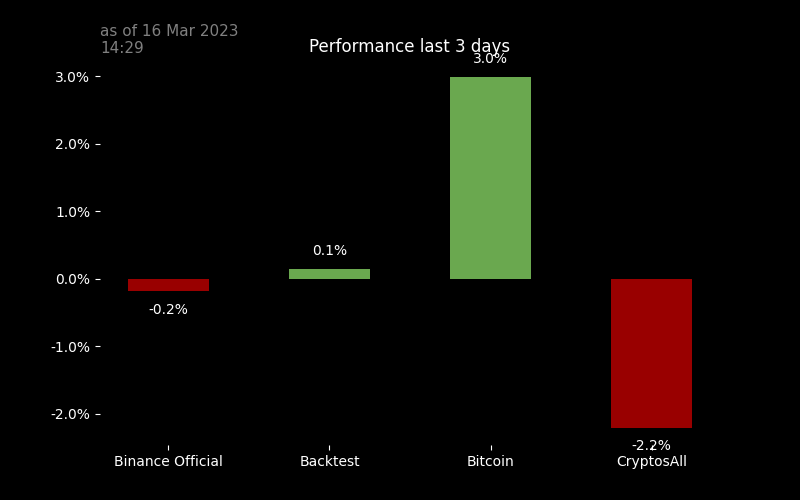 as of 16 Mar 2023
14:29
Performance last 3 days
3.0%
3.0%
2.0%
1.0%
0.1%
0.0%
-0.2%
-1.0%
-2.0%
-2.2%
Binance Official
Backtest
Bitcoin
CryptosAll